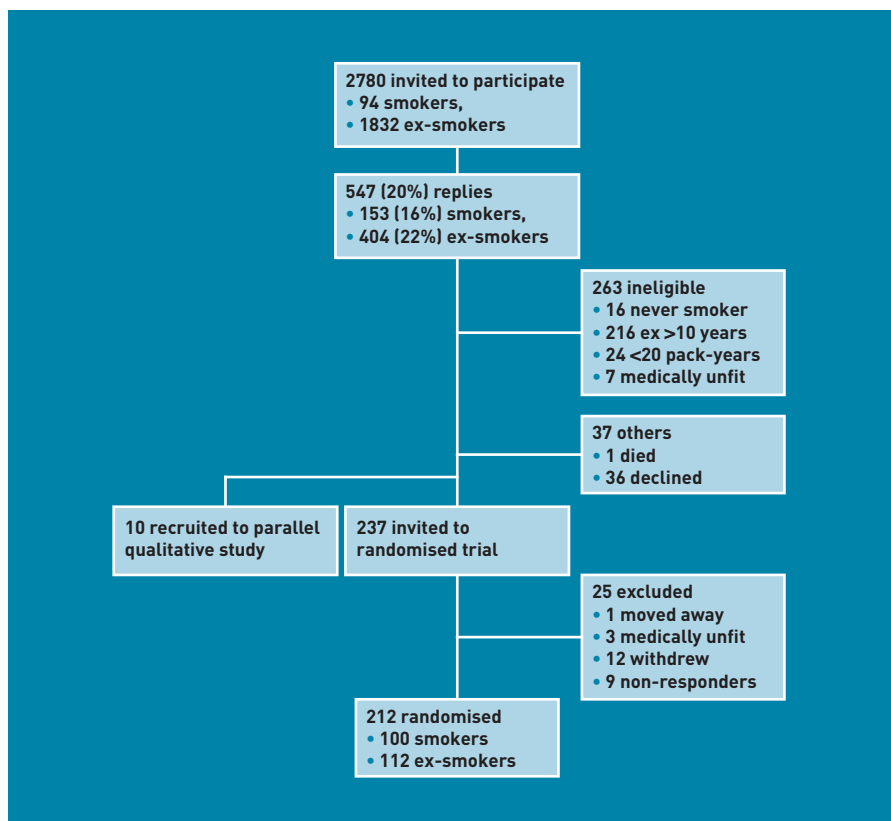 2780 invited to participate
• 94 smokers,
• 1832 ex-smokers
547 (20%) replies
• 153 (16%) smokers,
• 404 (22%) ex-smokers
263 ineligible
• 16 never smoker
• 216 ex >10 years
• 24 <20 pack-years
• 7 medically unfit
37 others
• 1 died
• 36 declined
10 recruited to parallel
qualitative study
237 invited to
randomised trial
25 excluded
• 1 moved away
• 3 medically unfit
• 12 withdrew
• 9 non-responders
212 randomised
• 100 smokers
• 112 ex-smokers